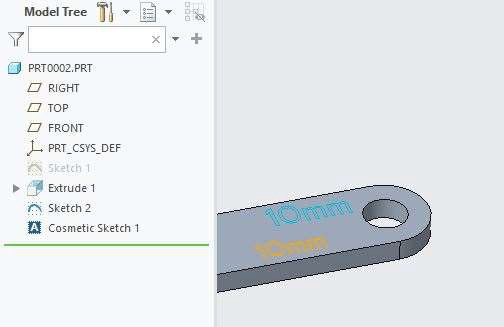 Model Tree
PRT0002.PRT
RIGHT
TOP
FRONT
PRT_CSYS_DEF
Sketch 1
Extrude 1
Sketch 2
A Cosmetic Sketch 1
10mm
10mm